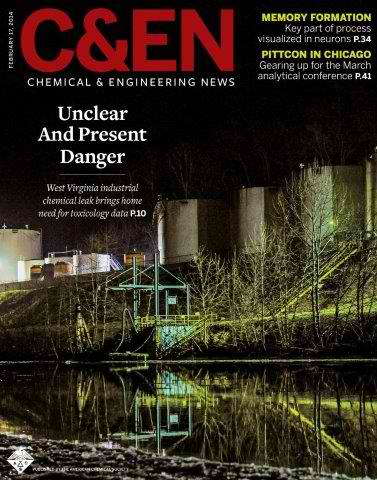 FEBRUARY 17, 2014
C&EN
CHEMICAL & ENGINEERING NEWS
MEMORY FORMATION
Key part of process
visualized in neurons P.34
PITTCON IN CHICAGO
Gearing up for the March
analytical conference P.41
Unclear
And Present
Danger
West Virginia industrial
chemical leak brings home
need for toxicology data P.10
PUBLISHED BY THE AMERICAN CHEMICAL SOCIETY